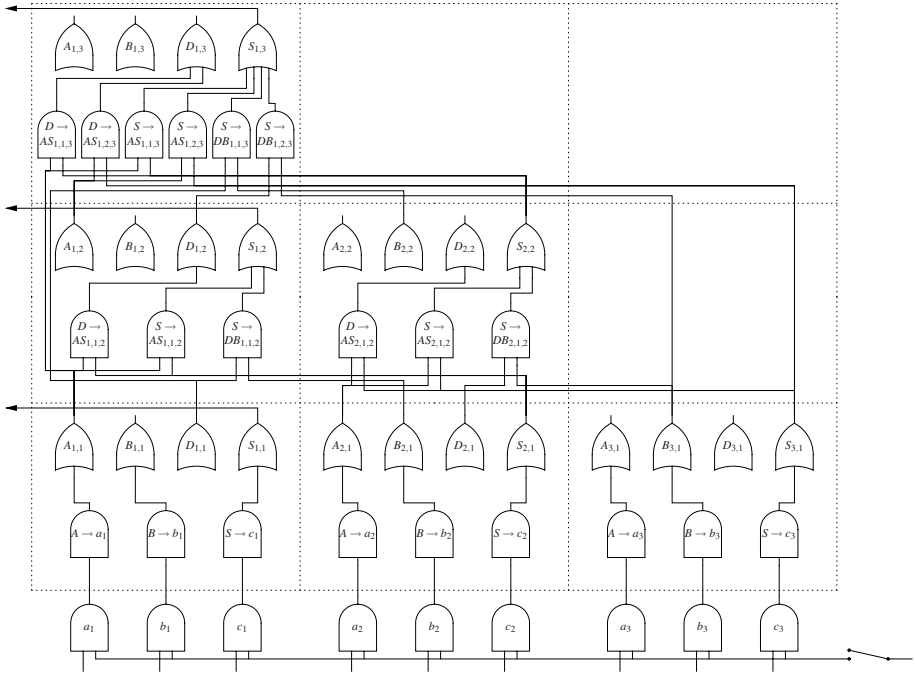 A1,3 B1,3 D1,3 S1,3
D → AS1,1,3 D → AS1,2,3 S → AS1,1,3 S → AS1,2,3 S → DB1,1,3 S → DB1,2,3
A1,2 B1,2 D1,2 S1,2 A2,2 B2,2 D2,2 S2,2
D → AS1,1,2 S → AS1,1,2 S → DB1,1,2 D → AS2,1,2 S → AS2,1,2 S → DB2,1,2
A1,1 B1,1 D1,1 S1,1 A2,1 B2,1 D2,1 S2,1 A3,1 B3,1 D3,1 S3,1
A → a1 B → b1 S → c1 A → a2 B → b2 S → c2 A → a3 B → b3 S → c3
a1 b1 c1 a2 b2 c2 a3 b3 c3